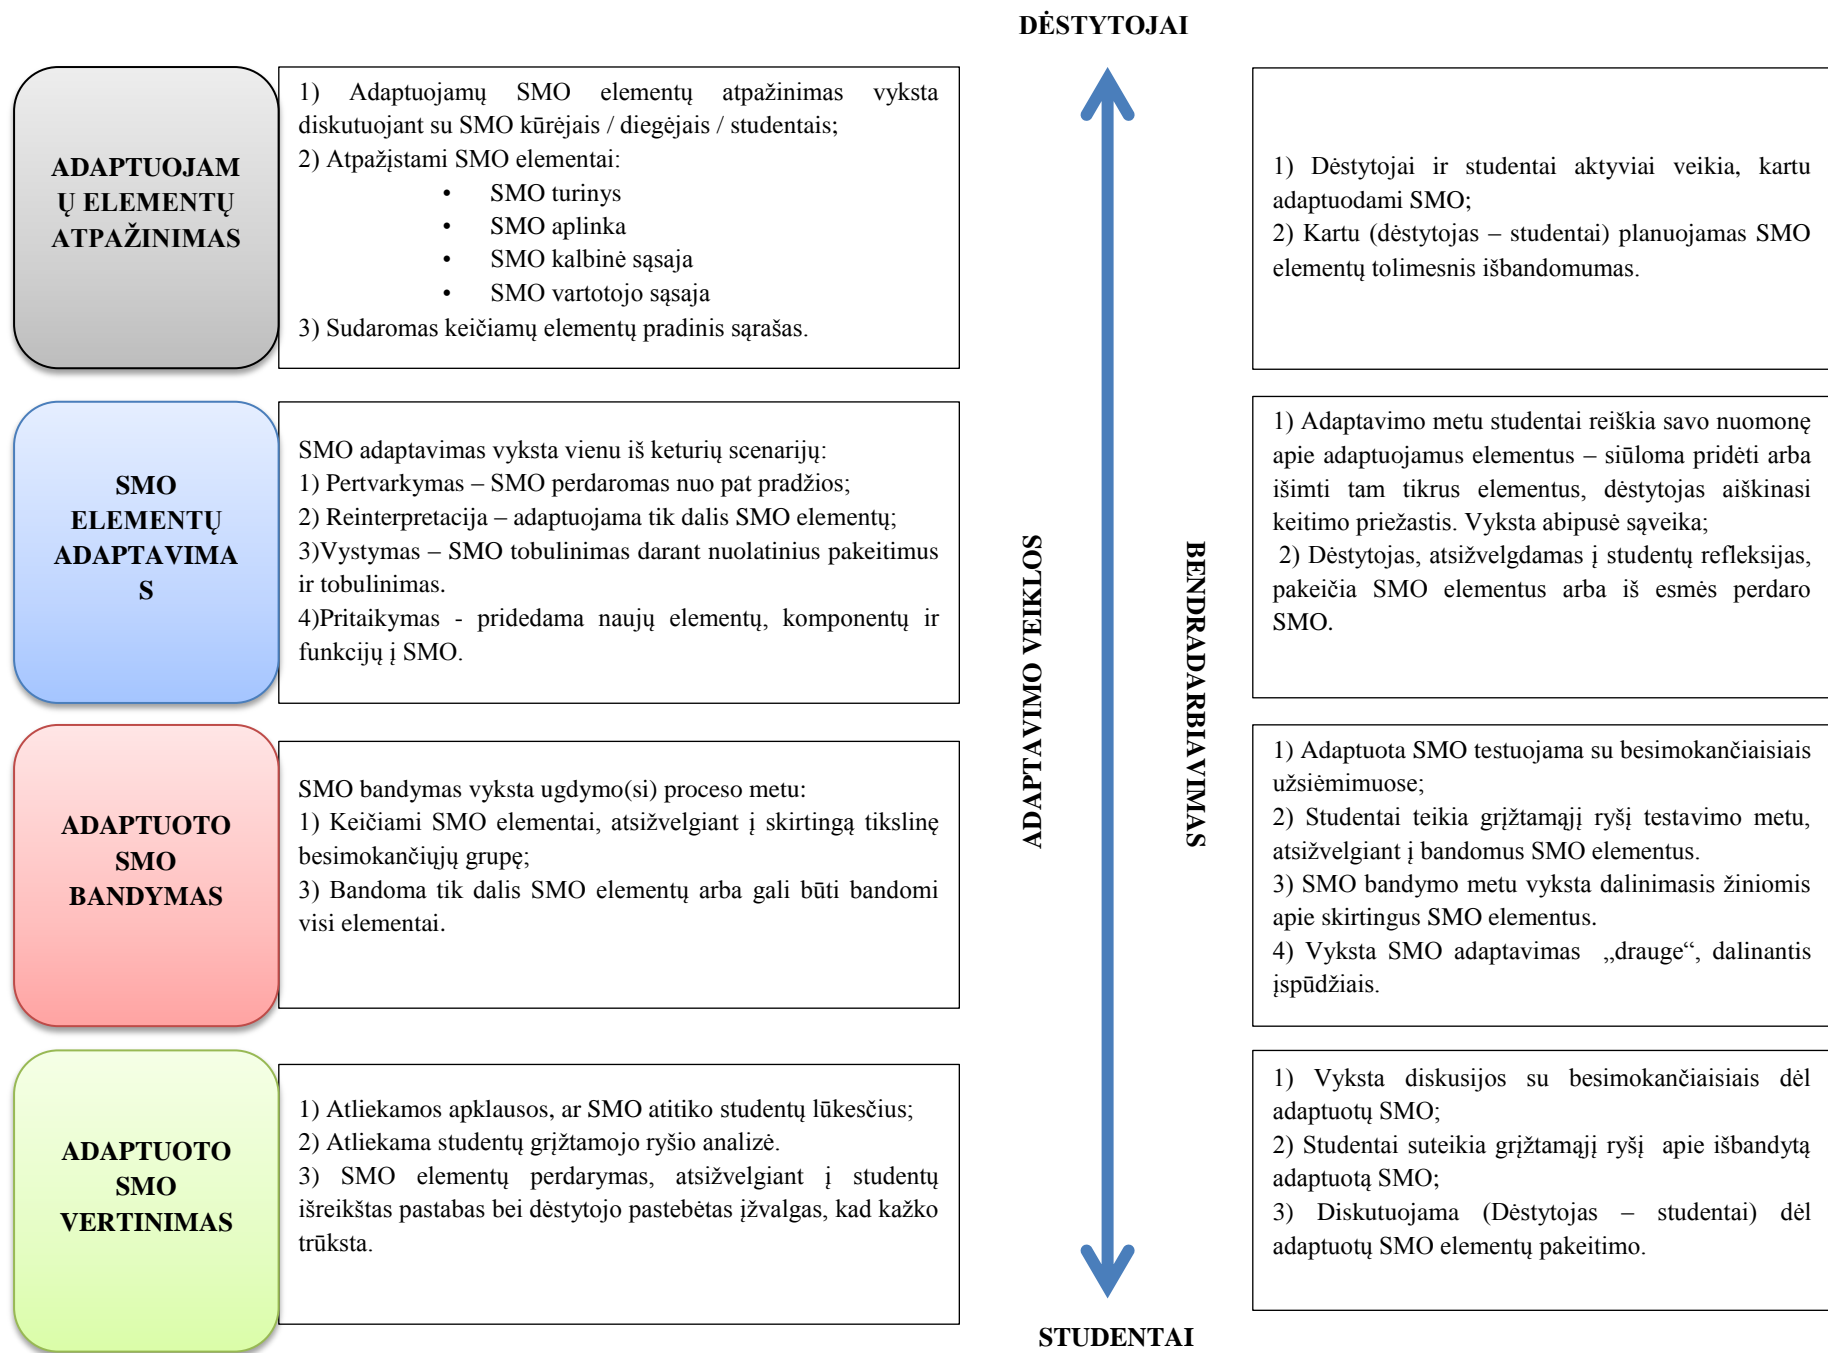 DĖSTYTOJAI
ADAPTUOJAM
Ų ELEMENTŲ
ATPAŽINIMAS
1) Adaptuojamų SMO elementų atpažinimas vyksta
diskutuojant su SMO kūrėjais / diegėjais / studentais;
2) Atpažįstami SMO elementai:
• SMO turinys
• SMO aplinka
• SMO kalbinė sąsaja
• SMO vartotojo sąsaja
3) Sudaromas keičiamų elementų pradinis sąrašas.
1) Dėstytojai ir studentai aktyviai veikia, kartu
adaptuodami SMO;
2) Kartu (dėstytojas – studentai) planuojamas SMO
elementų tolimesnis išbandomumas.
SMO
ELEMENTŲ
ADAPTAVIMA
S
SMO adaptavimas vyksta vienu iš keturių scenarijų:
1) Pertvarkymas – SMO perdaromas nuo pat pradžios;
2) Reinterpretacija – adaptuojama tik dalis SMO elementų;
3)Vystymas – SMO tobulinimas darant nuolatinius pakeitimus
ir tobulinimas.
4)Pritaikymas - pridedama naujų elementų, komponentų ir
funkcijų į SMO.
ADAPTAVIMO VEIKLOS
BENDRADARBIAVIMAS
1) Adaptavimo metu studentai reiškia savo nuomonę
apie adaptuojamus elementus – siūloma pridėti arba
išimti tam tikrus elementus, dėstytojas aiškinasi
keitimo priežastis. Vyksta abipusė sąveika;
2) Dėstytojas, atsižvelgdamas į studentų refleksijas,
pakeičia SMO elementus arba iš esmės perdaro
SMO.
ADAPTUOTO
SMO
BANDYMAS
SMO bandymas vyksta ugdymo(si) proceso metu:
1) Keičiami SMO elementai, atsižvelgiant į skirtingą tikslinę
besimokančiųjų grupę;
3) Bandoma tik dalis SMO elementų arba gali būti bandomi
visi elementai.
1) Adaptuota SMO testuojama su besimokančiaisiais
užsiėmimuose;
2) Studentai teikia grįžtamąjį ryšį testavimo metu,
atsižvelgiant į bandomus SMO elementus.
3) SMO bandymo metu vyksta dalinimasis žiniomis
apie skirtingus SMO elementus.
4) Vyksta SMO adaptavimas „drauge“, dalinantis
įspūdžiais.
ADAPTUOTO
SMO
VERTINIMAS
1) Atliekamos apklausos, ar SMO atitiko studentų lūkesčius;
2) Atliekama studentų grįžtamojo ryšio analizė.
3) SMO elementų perdarymas, atsižvelgiant į studentų
išreikštas pastabas bei dėstytojo pastebėtas įžvalgas, kad kažko
trūksta.
1) Vyksta diskusijos su besimokančiaisiais dėl
adaptuotų SMO;
2) Studentai suteikia grįžtamąjį ryšį apie išbandytą
adaptuotą SMO;
3) Diskutuojama (Dėstytojas – studentai) dėl
adaptuotų SMO elementų pakeitimo.
STUDENTAI